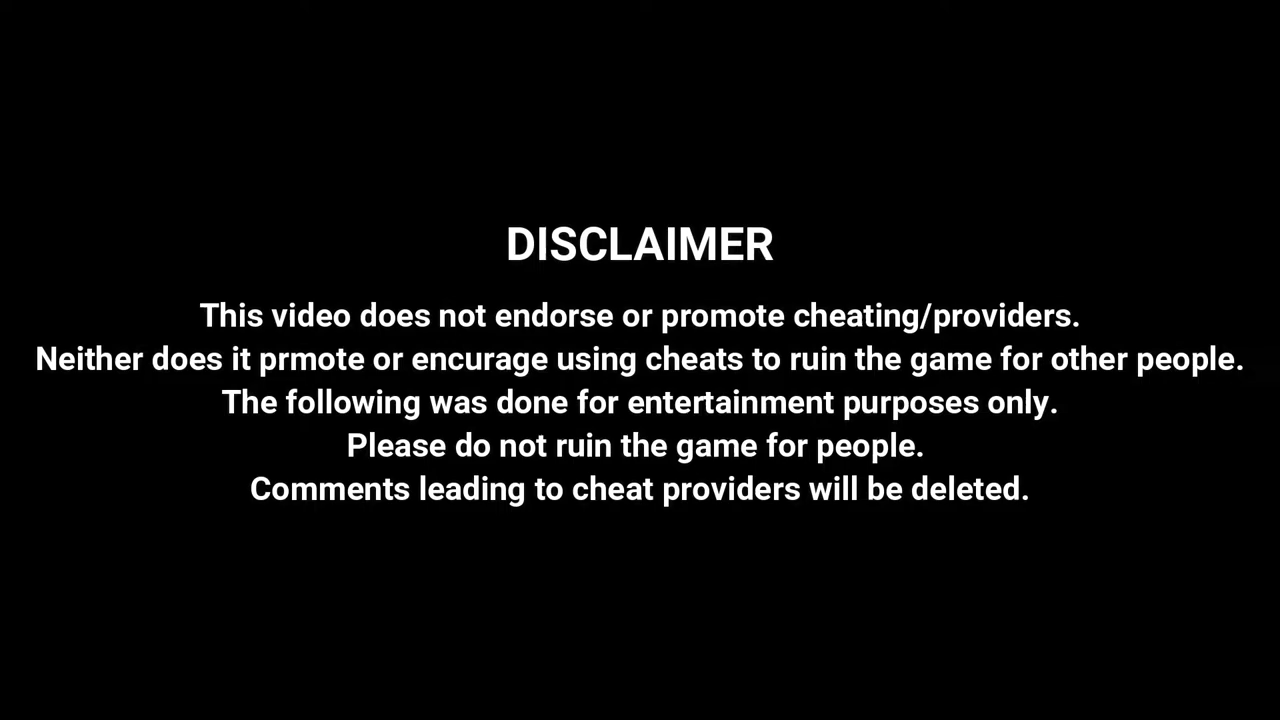 DISCLAIMER
This video does not endorse or promote cheating/providers.
Neither does it prmote or encurage using cheats to ruin the game for other people.
The following was done for entertainment purposes only.
Please do not ruin the game for people.
Comments leading to cheat providers will be deleted.